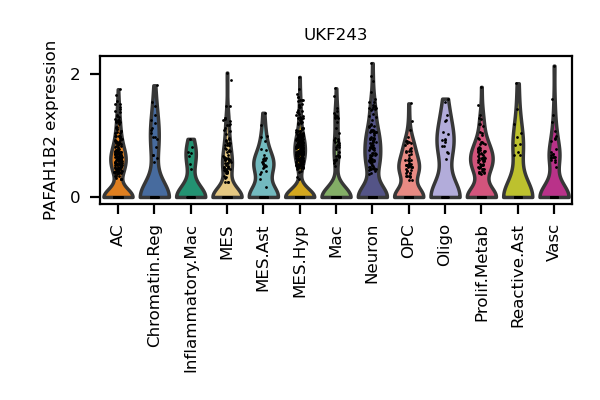 UKF243
PAFAH1B2 expression
2
0
AC
Chromatin.Reg
Inflammatory.Mac
MES
MES.Ast
MES.Hyp
Mac
Neuron
OPC
Oligo
Prolif.Metab
Reactive.Ast
Vasc